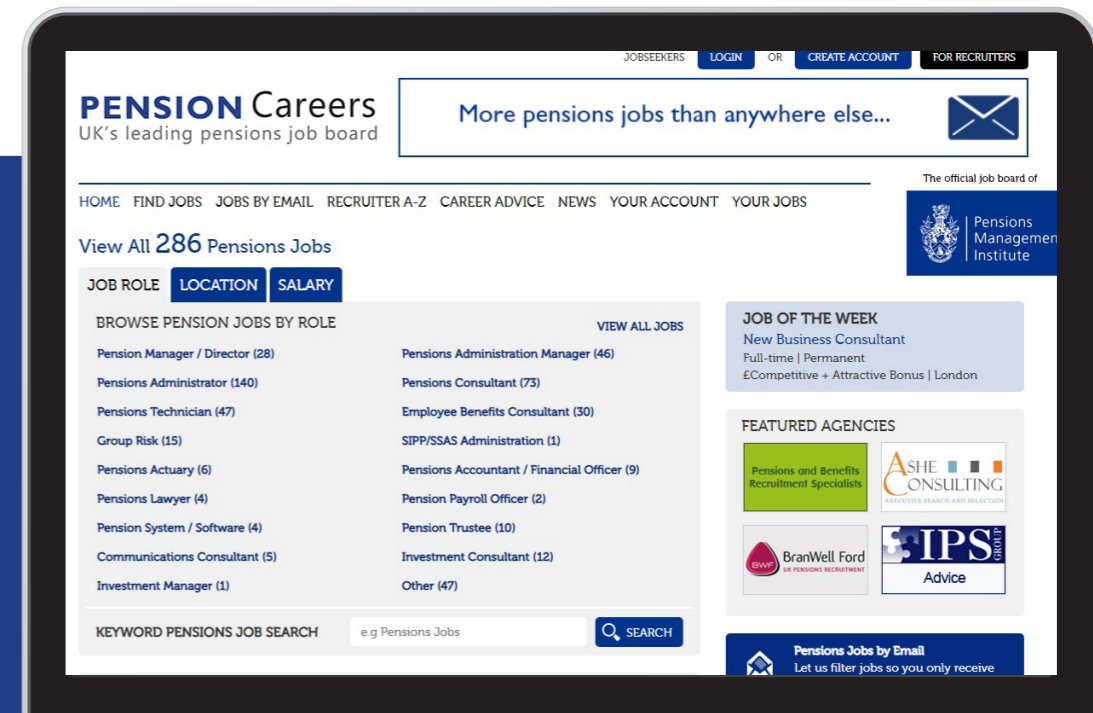 JOBSEEKERS LOGIN OR CREATE ACCOUNT FOR RECRUITERS
PENSION Careers
UK's leading pensions job board
More pensions jobs than anywhere else...
The official job board of
Pensions
Managemen
Institute
HOME FIND JOBS JOBS BY EMAIL RECRUITER A-Z CAREER ADVICE NEWS YOUR ACCOUNT YOUR JOBS
View All 286 Pensions Jobs
JOB ROLE LOCATION SALARY
BROWSE PENSION JOBS BY ROLE VIEW ALL JOBS
Pension Manager / Director (28) Pensions Administration Manager (46)
Pensions Administrator (140) Pensions Consultant (73)
Pensions Technician (47) Employee Benefits Consultant (30)
Group Risk (15) SIPP/SSAS Administration (1)
Pensions Actuary (6) Pensions Accountant / Financial Officer (9)
Pensions Lawyer (4) Pension Payroll Officer (2)
Pension System / Software (4) Pension Trustee (10)
Communications Consultant (5) Investment Consultant (12)
Investment Manager (1) Other (47)
KEYWORD PENSIONS JOB SEARCH e.g Pensions Jobs SEARCH
JOB OF THE WEEK
New Business Consultant
Full-time | Permanent
£Competitive + Attractive Bonus | London
FEATURED AGENCIES
Pensions and Benefits
Recruitment Specialists
ASHE
CONSULTING
EXECUTIVE SEARCH AND SELECTION
BWF BranWell Ford
UK PENSIONS RECRUITMENT
IPS GROUP
Advice
Pensions Jobs by Email
Let us filter jobs so you only receive